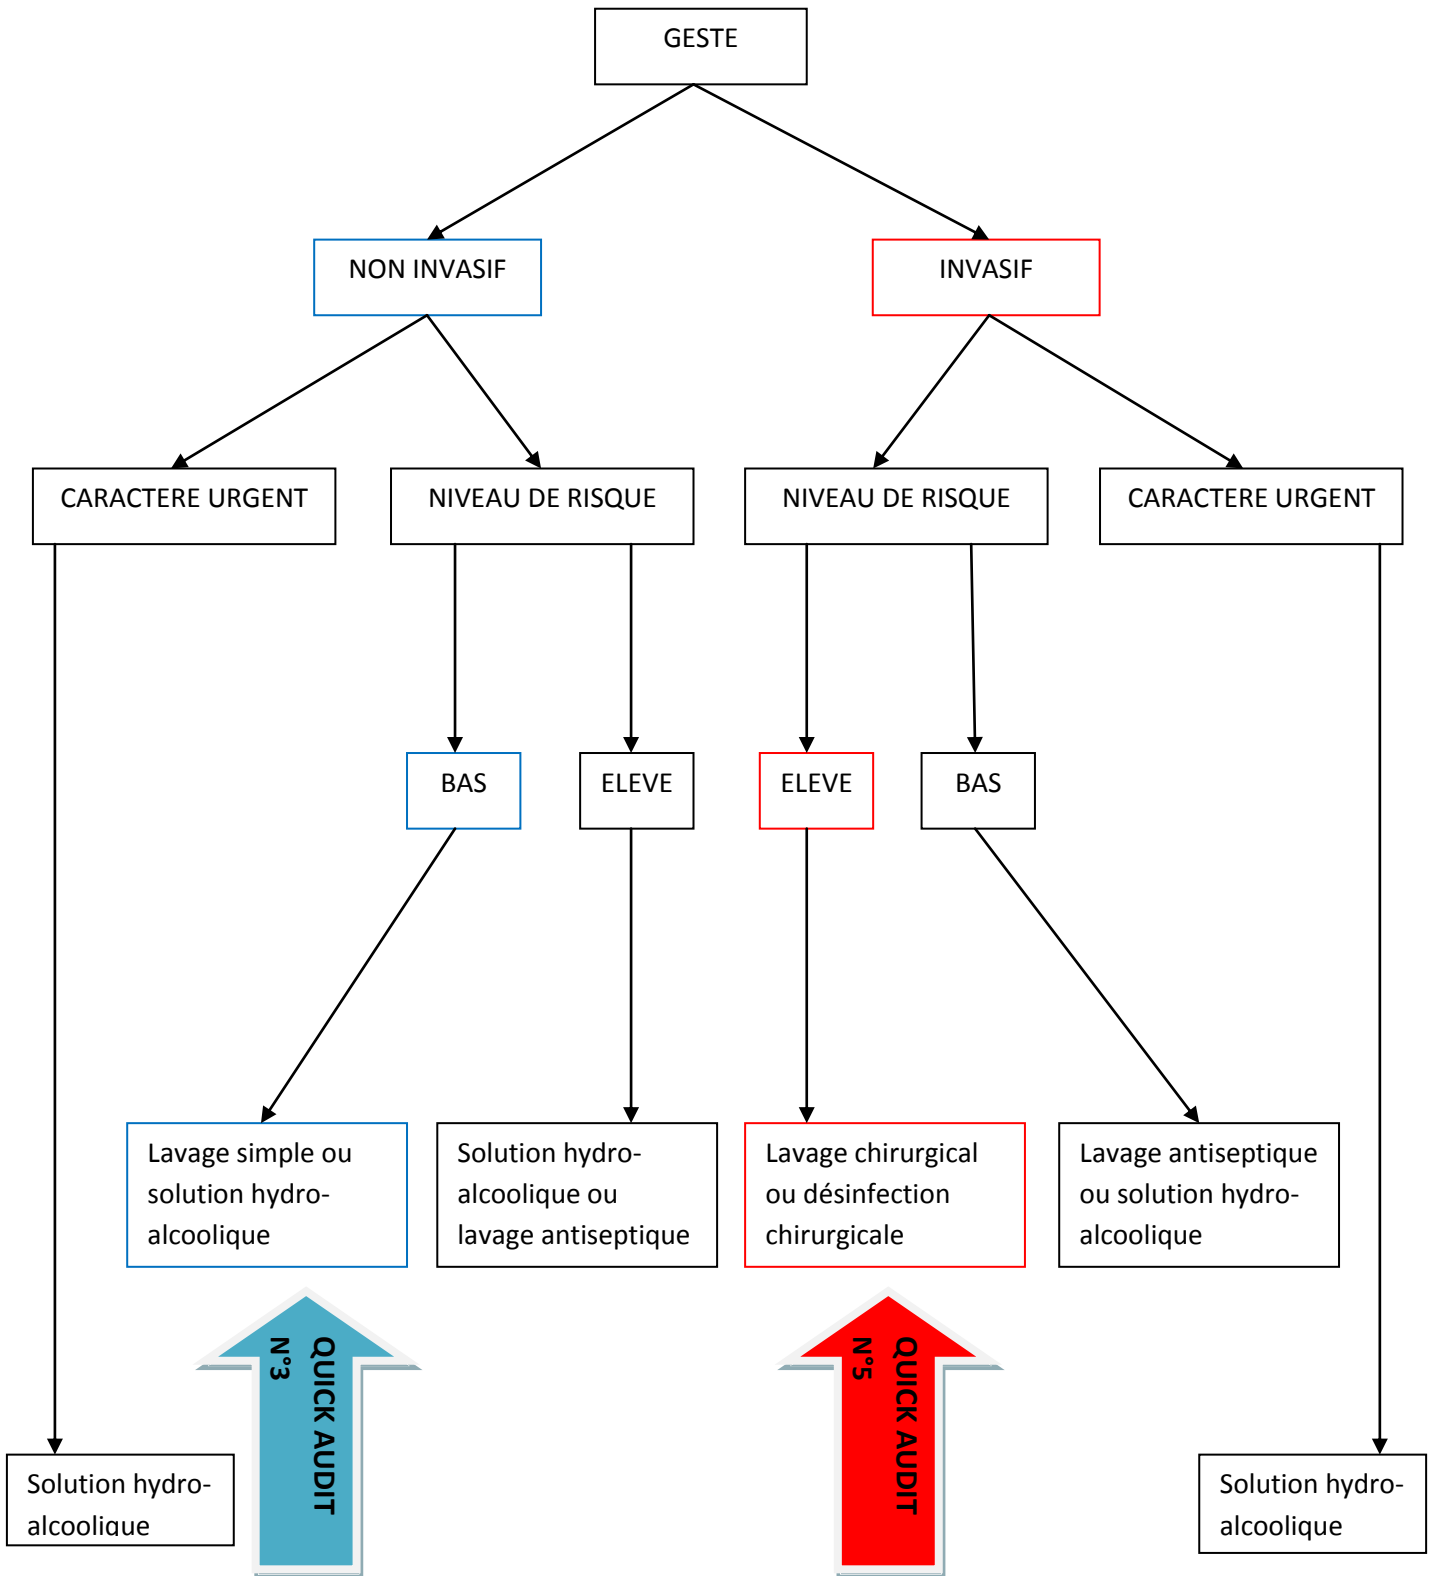 GESTE
NON INVASIF
INVASIF
CARACTERE URGENT
NIVEAU DE RISQUE
NIVEAU DE RISQUE
CARACTERE URGENT
BAS
ELEVE
ELEVE
BAS
Lavage simple ou
solution hydro-
alcoolique
Solution hydro-
alcoolique ou
lavage antiseptique
Lavage chirurgical
ou désinfection
chirurgicale
Lavage antiseptique
ou solution hydro-
alcoolique
QUICK AUDIT
N°3
QUICK AUDIT
N°5
Solution hydro-
alcoolique
Solution hydro-
alcoolique